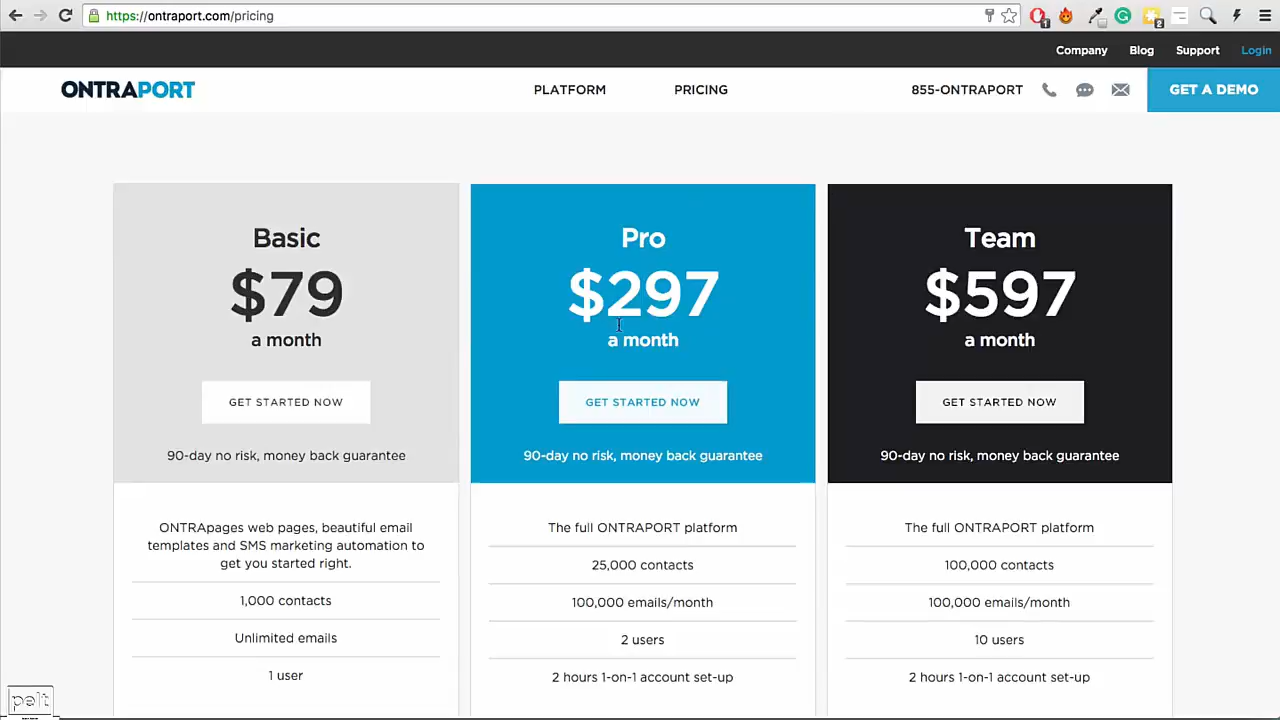 https://ontraport.com/pricing
1
2
Company Blog Support Login
ONTRAPORT PLATFORM PRICING 855-ONTRAPORT GET A DEMO
Basic
$79
a month
GET STARTED NOW
90-day no risk, money back guarantee
ONTRApages web pages, beautiful email
templates and SMS marketing automation to
get you started right.
1,000 contacts
Unlimited emails
1 user
Pro
$297
a month
GET STARTED NOW
90-day no risk, money back guarantee
The full ONTRAPORT platform
25,000 contacts
100,000 emails/month
2 users
2 hours 1-on-1 account set-up
Team
$597
a month
GET STARTED NOW
90-day no risk, money back guarantee
The full ONTRAPORT platform
100,000 contacts
100,000 emails/month
10 users
2 hours 1-on-1 account set-up
pelt